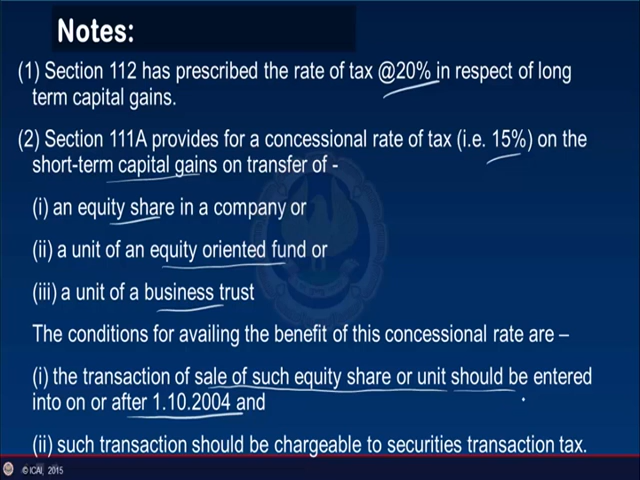 Notes:
(1) Section 112 has prescribed the rate of tax @20% in respect of long
term capital gains.
(2) Section 111A provides for a concessional rate of tax (i.e. 15%) on the
short-term capital gains on transfer of -
(i) an equity share in a company or
(ii) a unit of an equity oriented fund or
(iii) a unit of a business trust
The conditions for availing the benefit of this concessional rate are –
(i) the transaction of sale of such equity share or unit should be entered
into on or after 1.10.2004 and
(ii) such transaction should be chargeable to securities transaction tax.
© ICAI, 2015